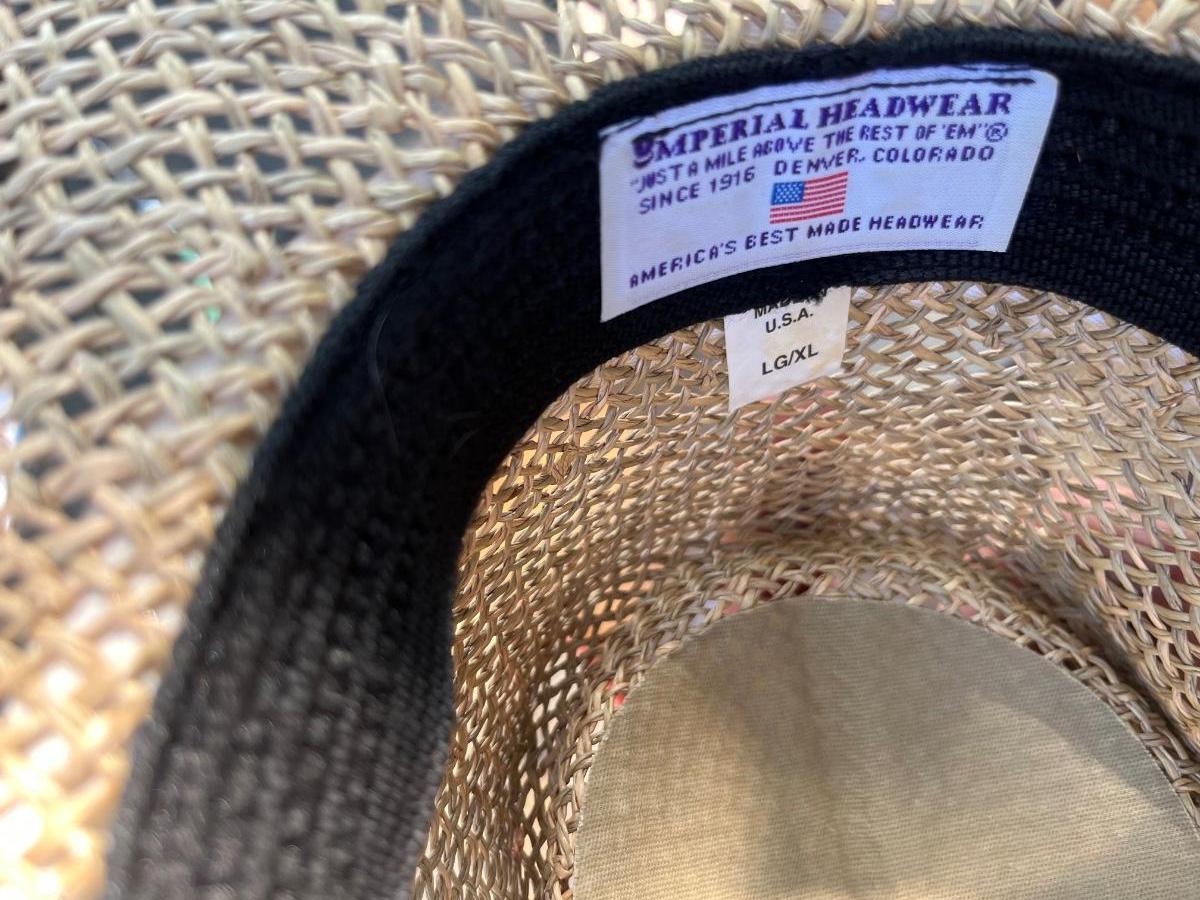 IMPERIAL HEADWEAR
"JUST A MILE ABOVE THE REST OF 'EM"®
SINCE 1916 DENVER, COLORADO
AMERICA'S BEST MADE HEADWEAR
U.S.A.
LG/XL